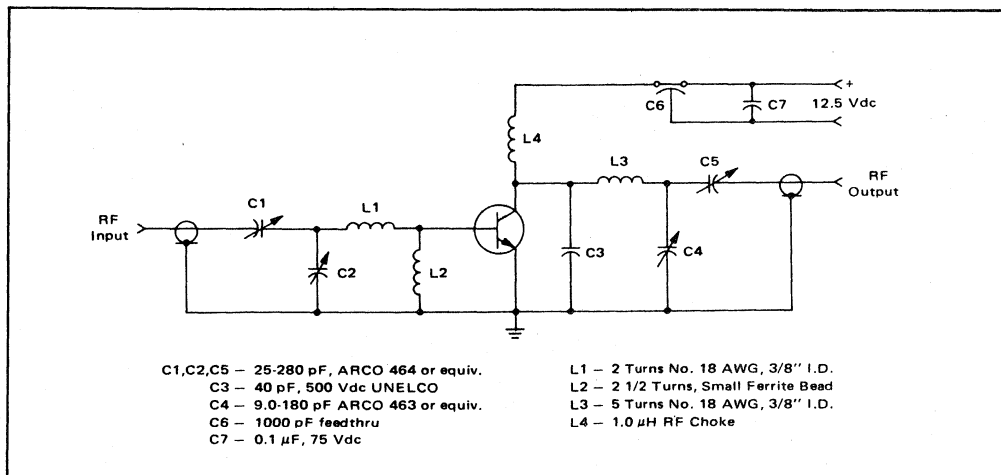 +
C6
C7
12.5 Vdc
L4
L3
C5
RF
Output
C1
L1
RF
Input
C2
L2
C3
C4
C1,C2,C5 – 25-280 pF, ARCO 464 or equiv.
C3 – 40 pF, 500 Vdc UNELCO
C4 – 9.0-180 pF ARCO 463 or equiv.
C6 – 1000 pF feedthru
C7 – 0.1 μF, 75 Vdc
L1 – 2 Turns No. 18 AWG, 3/8'' I.D.
L2 – 2 1/2 Turns, Small Ferrite Bead
L3 – 5 Turns No. 18 AWG, 3/8'' I.D.
L4 – 1.0 μH RF Choke